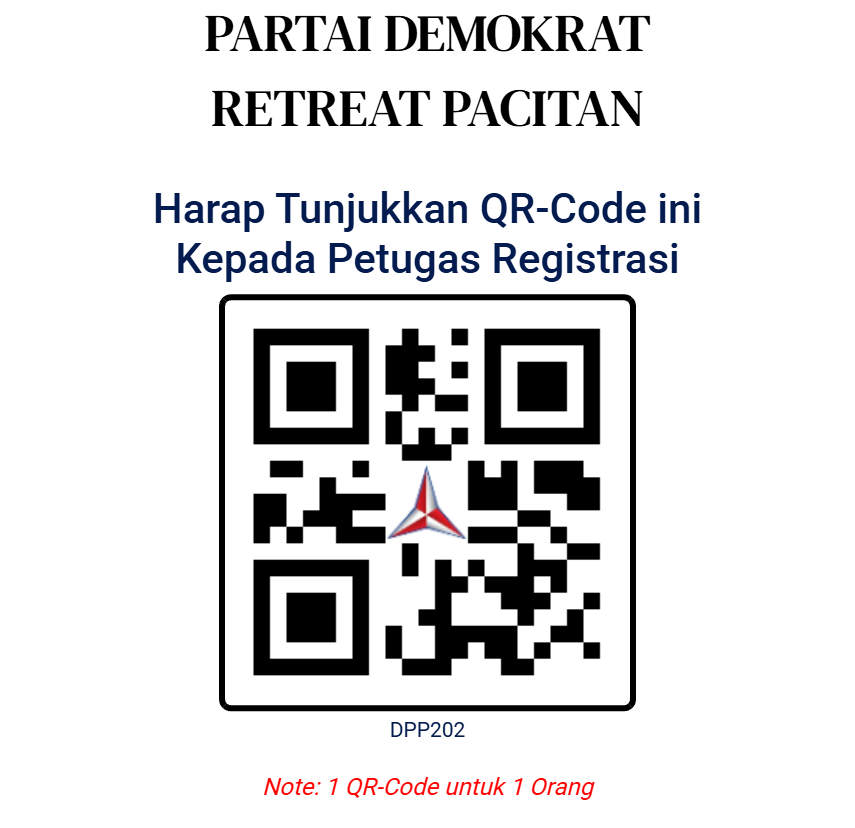 PARTAI DEMOKRAT
RETREAT PACITAN
Harap Tunjukkan QR-Code ini
Kepada Petugas Registrasi
DPP202
Note: 1 QR-Code untuk 1 Orang